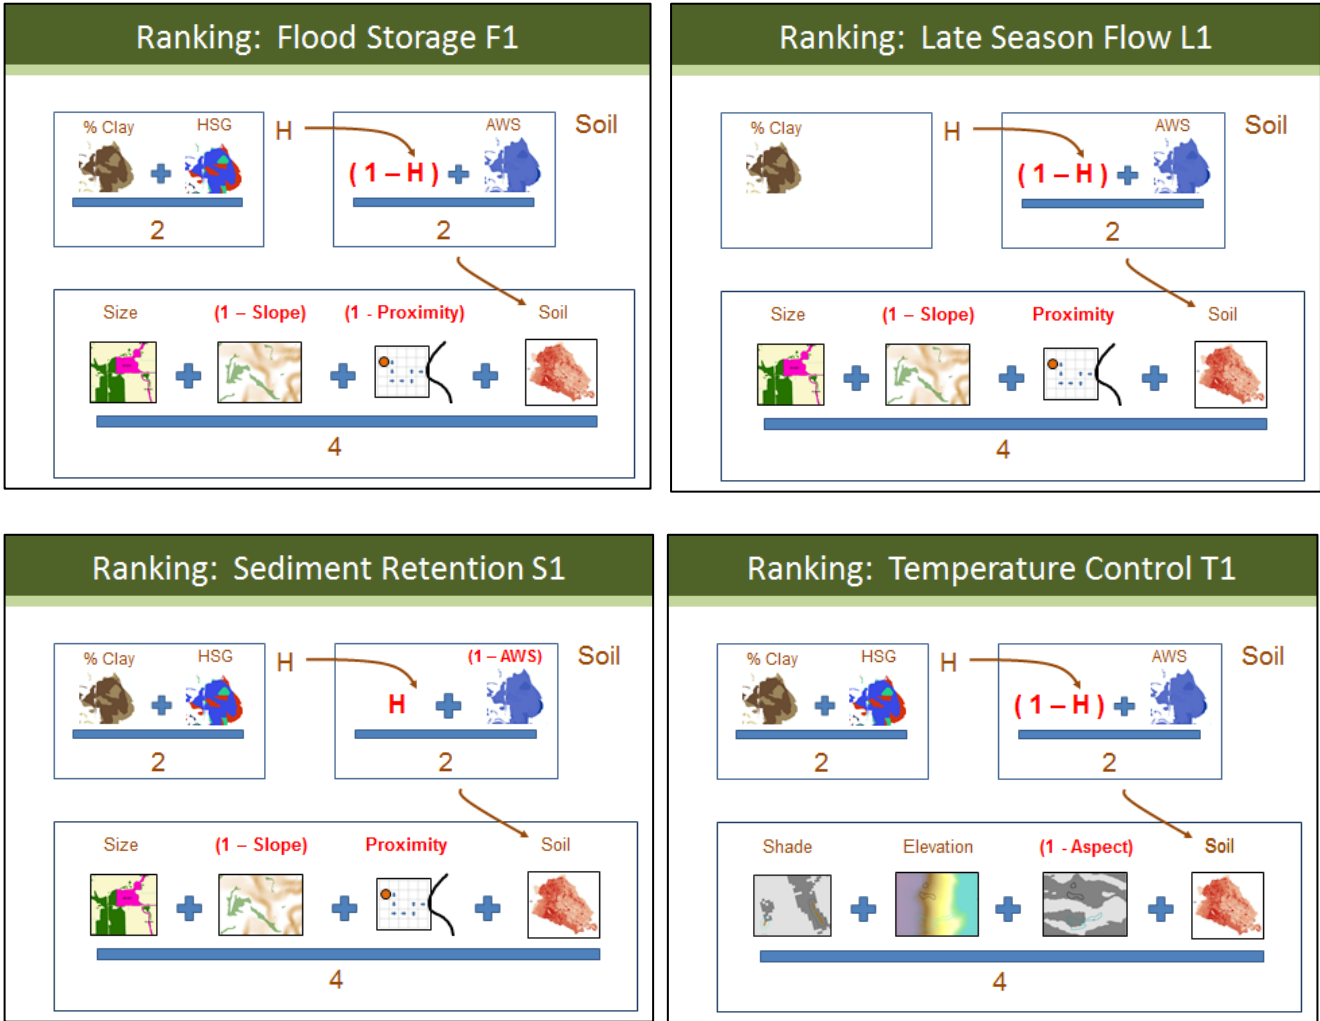 Ranking: Flood Storage F1
% Clay HSG H AWS Soil
( 1 – H )
2 2
Size (1 – Slope) (1 - Proximity) Soil
4
Ranking: Late Season Flow L1
% Clay H AWS Soil
( 1 – H )
2
Size (1 – Slope) Proximity Soil
4
Ranking: Sediment Retention S1
% Clay HSG H (1 – AWS) Soil
H
2 2
Size (1 – Slope) Proximity Soil
4
Ranking: Temperature Control T1
% Clay HSG H AWS Soil
( 1 – H )
2 2
Shade Elevation (1 - Aspect) Soil
4